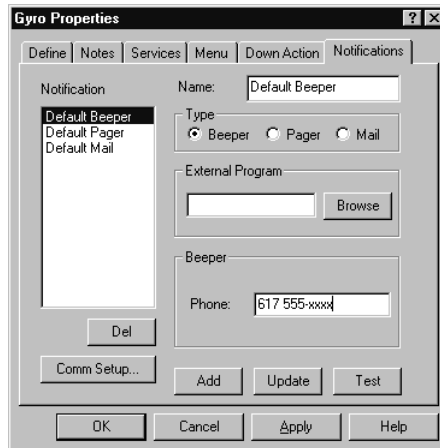 Gyro Properties
Define Notes Services Menu Down Action Notifications
Notification
Name: Default Beeper
Default Beeper
Default Pager
Default Mail
Type
Beeper Pager Mail
External Program
Browse
Beeper
Phone: 617 555-xxxx
Del
Comm Setup...
Add Update Test
OK Cancel Apply Help